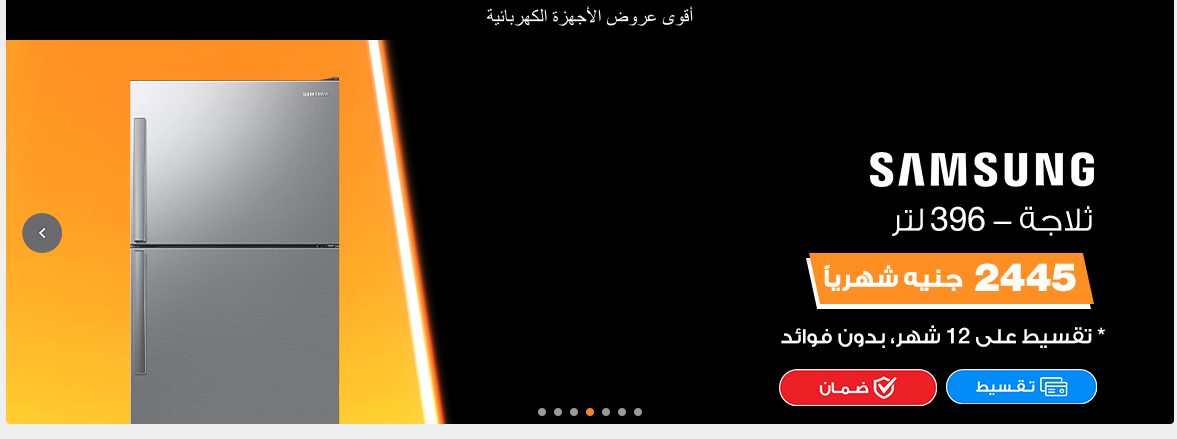 أقوى عروض الأجهزة الكهربائية
SAMSUNG
SAMSUNG
ثلاجة – 396 لتر
2445 جنيه شهرياً
* تقسيط على 12 شهر، بدون فوائد
تقسيط
ضمان